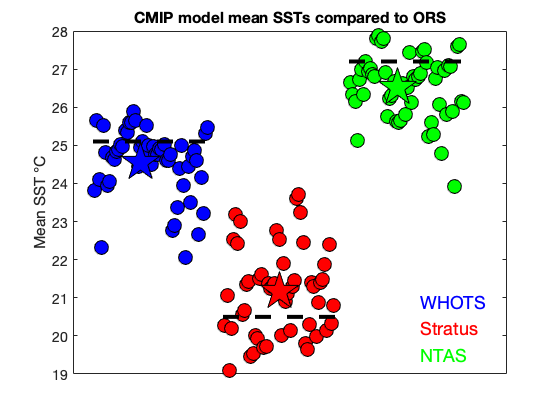 CMIP model mean SSTs compared to ORS
Mean SST °C
28
27
26
25
24
23
22
21
20
19
WHOTS
Stratus
NTAS